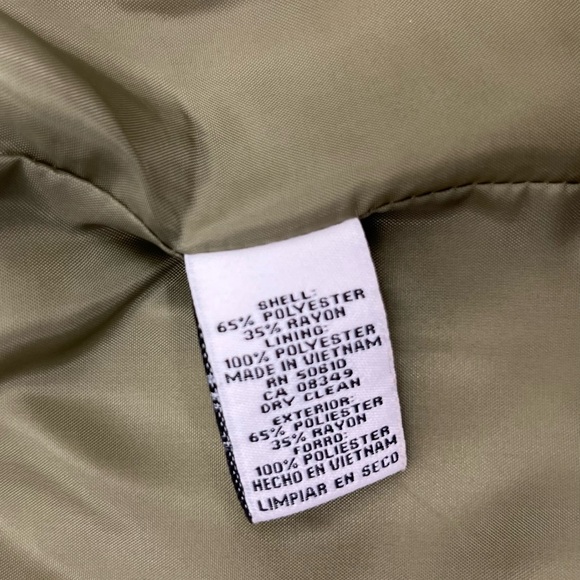 SHELL:
65% POLYESTER
35% RAYON
LINING:
100% POLYESTER
MADE IN VIETNAM
RN 50610
CA 08349
DRY CLEAN
EXTERIOR:
65% POLIESTER
35% RAYON
FORRO:
100% POLIESTER
HECHO EN VIETNAM
LIMPIAR EN SECO